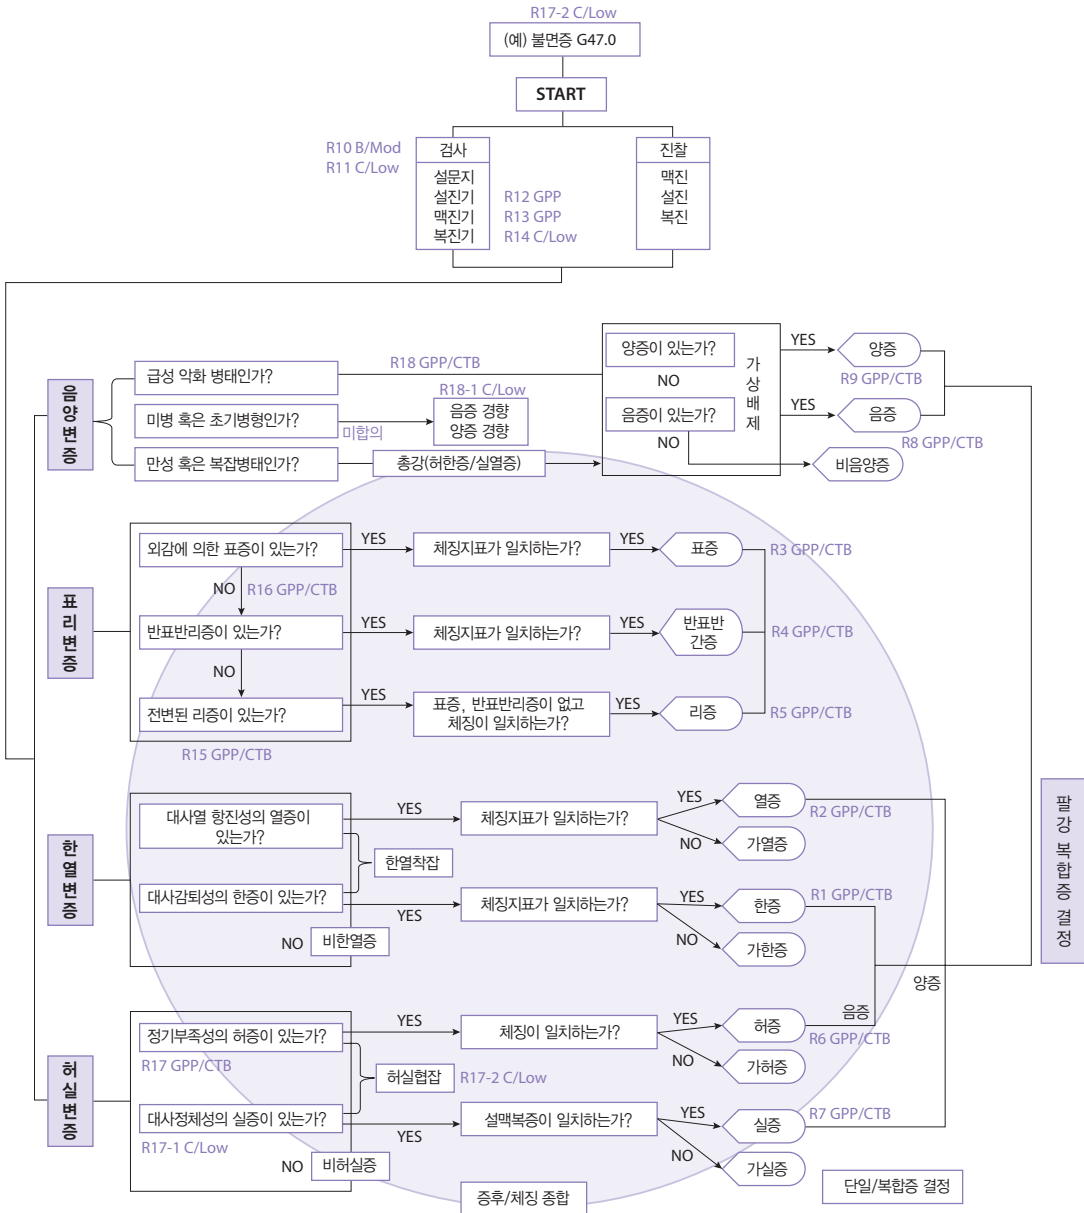 R17-2 C/Low
(예) 불면증 G47.0
START
R10 B/Mod
R11 C/Low
검사
설문지
설진기
맥진기
복진기
R12 GPP
R13 GPP
R14 C/Low
진찰
맥진
설진
복진
음양변증
급성 악화 병태인가?
R18 GPP/CTB
미병 혹은 초기병형인가?
미합의
R18-1 C/Low
음증 경향
양증 경향
만성 혹은 복잡병태인가?
총강(허한증/실열증)
양증이 있는가?
NO
음증이 있는가?
NO
가상배제
YES
양증
R9 GPP/CTB
YES
음증
R8 GPP/CTB
비음양증
표리변증
외감에 의한 표증이 있는가?
YES
체징지표가 일치하는가?
YES
표증
R3 GPP/CTB
NO
R16 GPP/CTB
반표반리증이 있는가?
YES
체징지표가 일치하는가?
YES
반표반
간증
R4 GPP/CTB
NO
전변된 리증이 있는가?
YES
표증, 반표반리증이 없고
체징이 일치하는가?
YES
리증
R5 GPP/CTB
R15 GPP/CTB
한열변증
대사열 항진성의 열증이
있는가?
YES
체징지표가 일치하는가?
YES
열증
R2 GPP/CTB
NO
가열증
한열착잡
대사감퇴성의 한증이 있는가?
YES
체징지표가 일치하는가?
YES
한증
R1 GPP/CTB
NO
가한증
NO
비한열증
양증
음증
팔강 복합증 결정
허실변증
정기부족성의 허증이 있는가?
R17 GPP/CTB
YES
체징이 일치하는가?
YES
허증
R6 GPP/CTB
NO
가허증
허실협잡
R17-2 C/Low
대사정체성의 실증이 있는가?
R17-1 C/Low
YES
설맥복증이 일치하는가?
YES
실증
R7 GPP/CTB
NO
가실증
NO
비허실증
증후/체징 종합
단일/복합증 결정